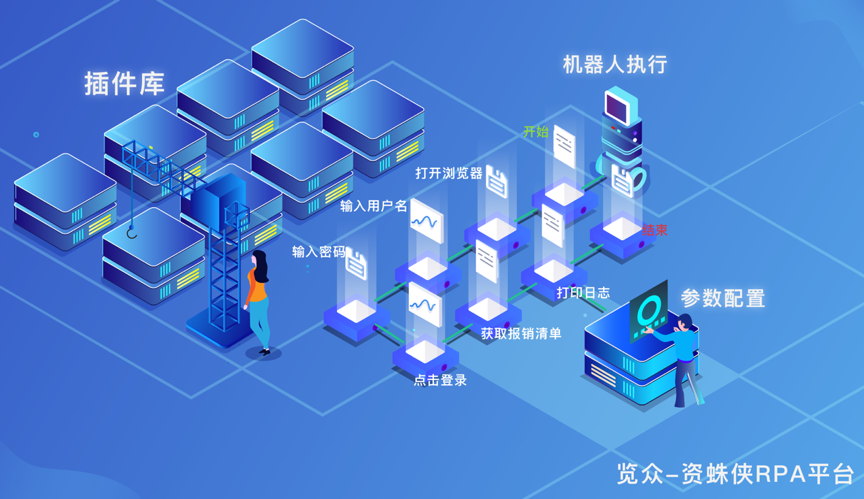 插件库
机器人执行
开始
打开浏览器
输入用户名
输入密码
结束
打印日志
参数配置
获取报销清单
点击登录
览众-资蛛侠RPA平台